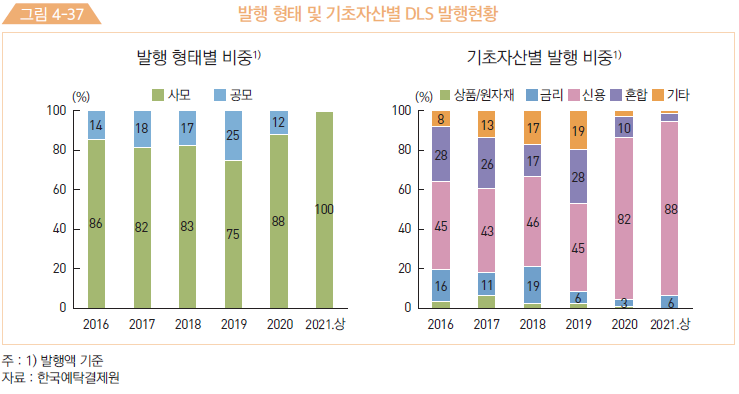 그림 4-37
발행 형태 및 기초자산별 DLS 발행현황
발행 형태별 비중1)
(%)
사모 공모
100
80
60
40
20
0
14 18 17 25 12
86 82 83 75 88 100
2016 2017 2018 2019 2020 2021.상
기초자산별 발행 비중1)
(%)
상품/원자재 금리 신용 혼합 기타
100
80
60
40
20
0
8 13 17 19
28 26 17 28 10
45 43 46 45 82 88
16 11 19 6 3 6
2016 2017 2018 2019 2020 2021.상
주 : 1) 발행액 기준
자료 : 한국예탁결제원